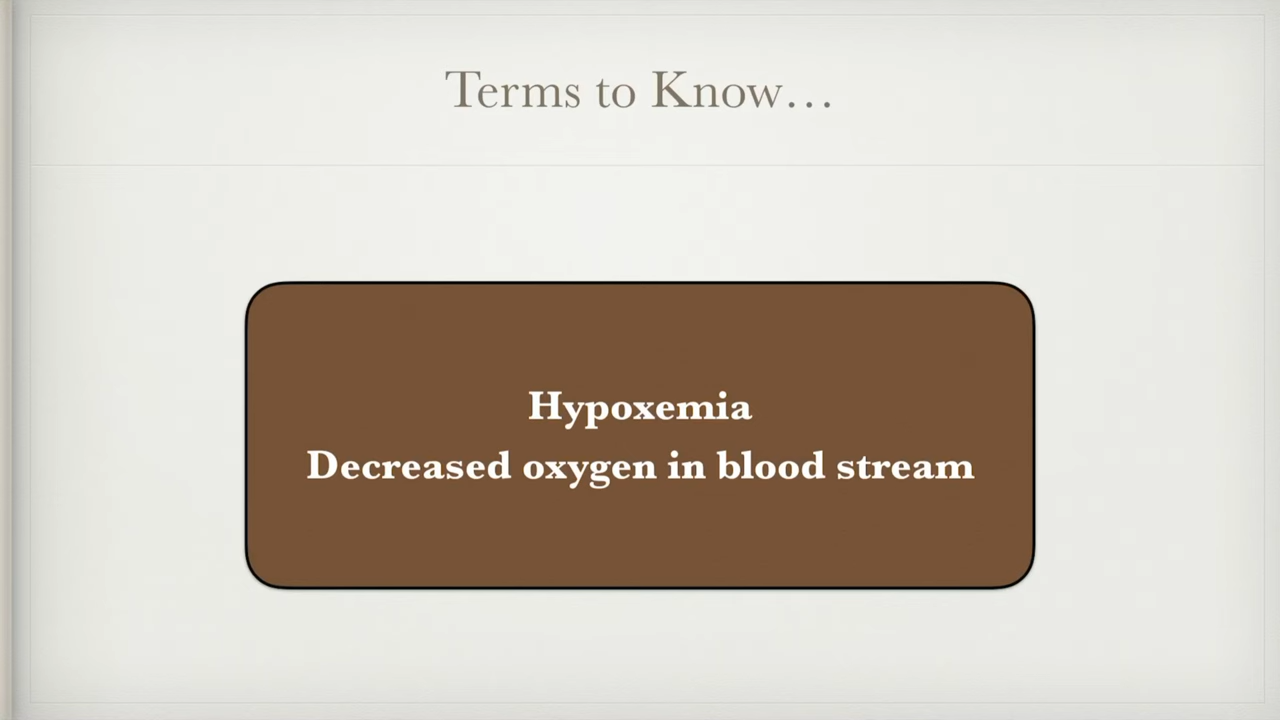 Terms to Know…
Hypoxemia
Decreased oxygen in blood stream